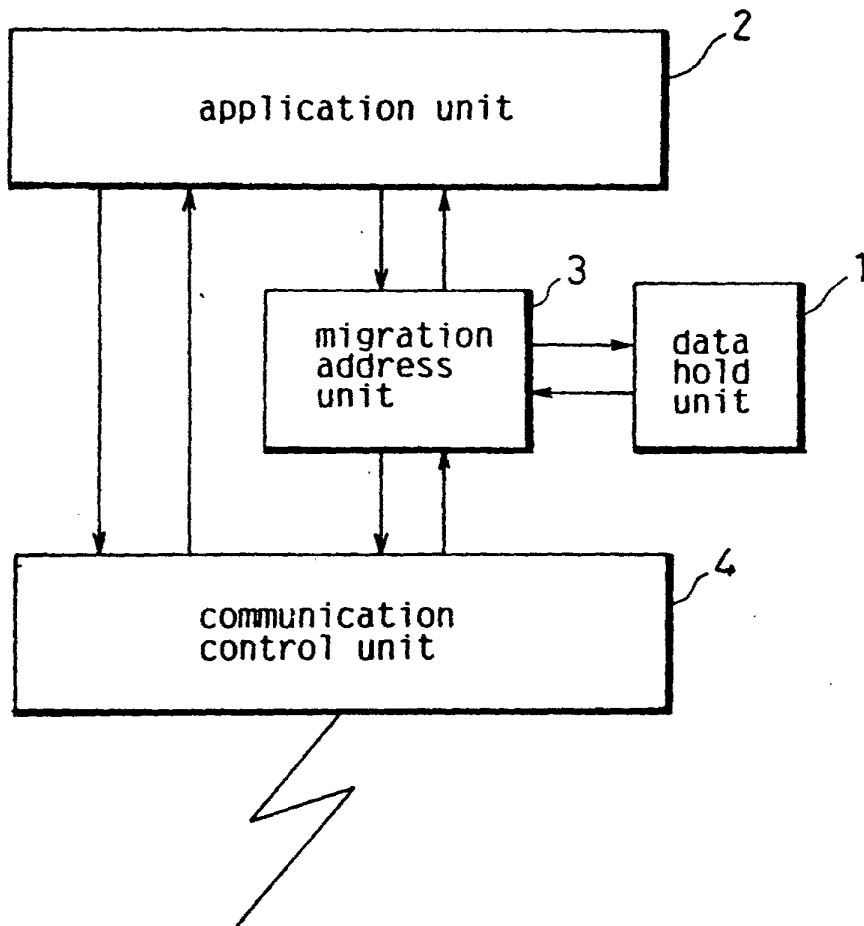 2
application unit
3
1
migration
address
unit
data
hold
unit
4
communication
control unit